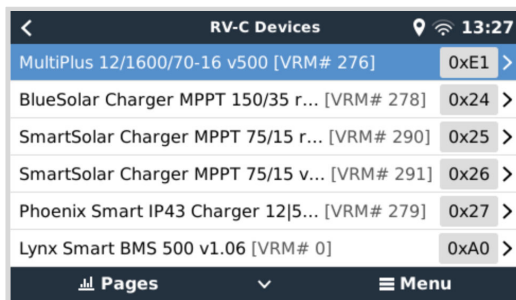 RV-C Devices 13:27
MultiPlus 12/1600/70-16 v500 [VRM# 276] 0xE1
BlueSolar Charger MPPT 150/35 r... [VRM# 278] 0x24
SmartSolar Charger MPPT 75/15 r... [VRM# 290] 0x25
SmartSolar Charger MPPT 75/15 v... [VRM# 291] 0x26
Phoenix Smart IP43 Charger 12|5... [VRM# 279] 0x27
Lynx Smart BMS 500 v1.06 [VRM# 0] 0xA0
Pages Menu